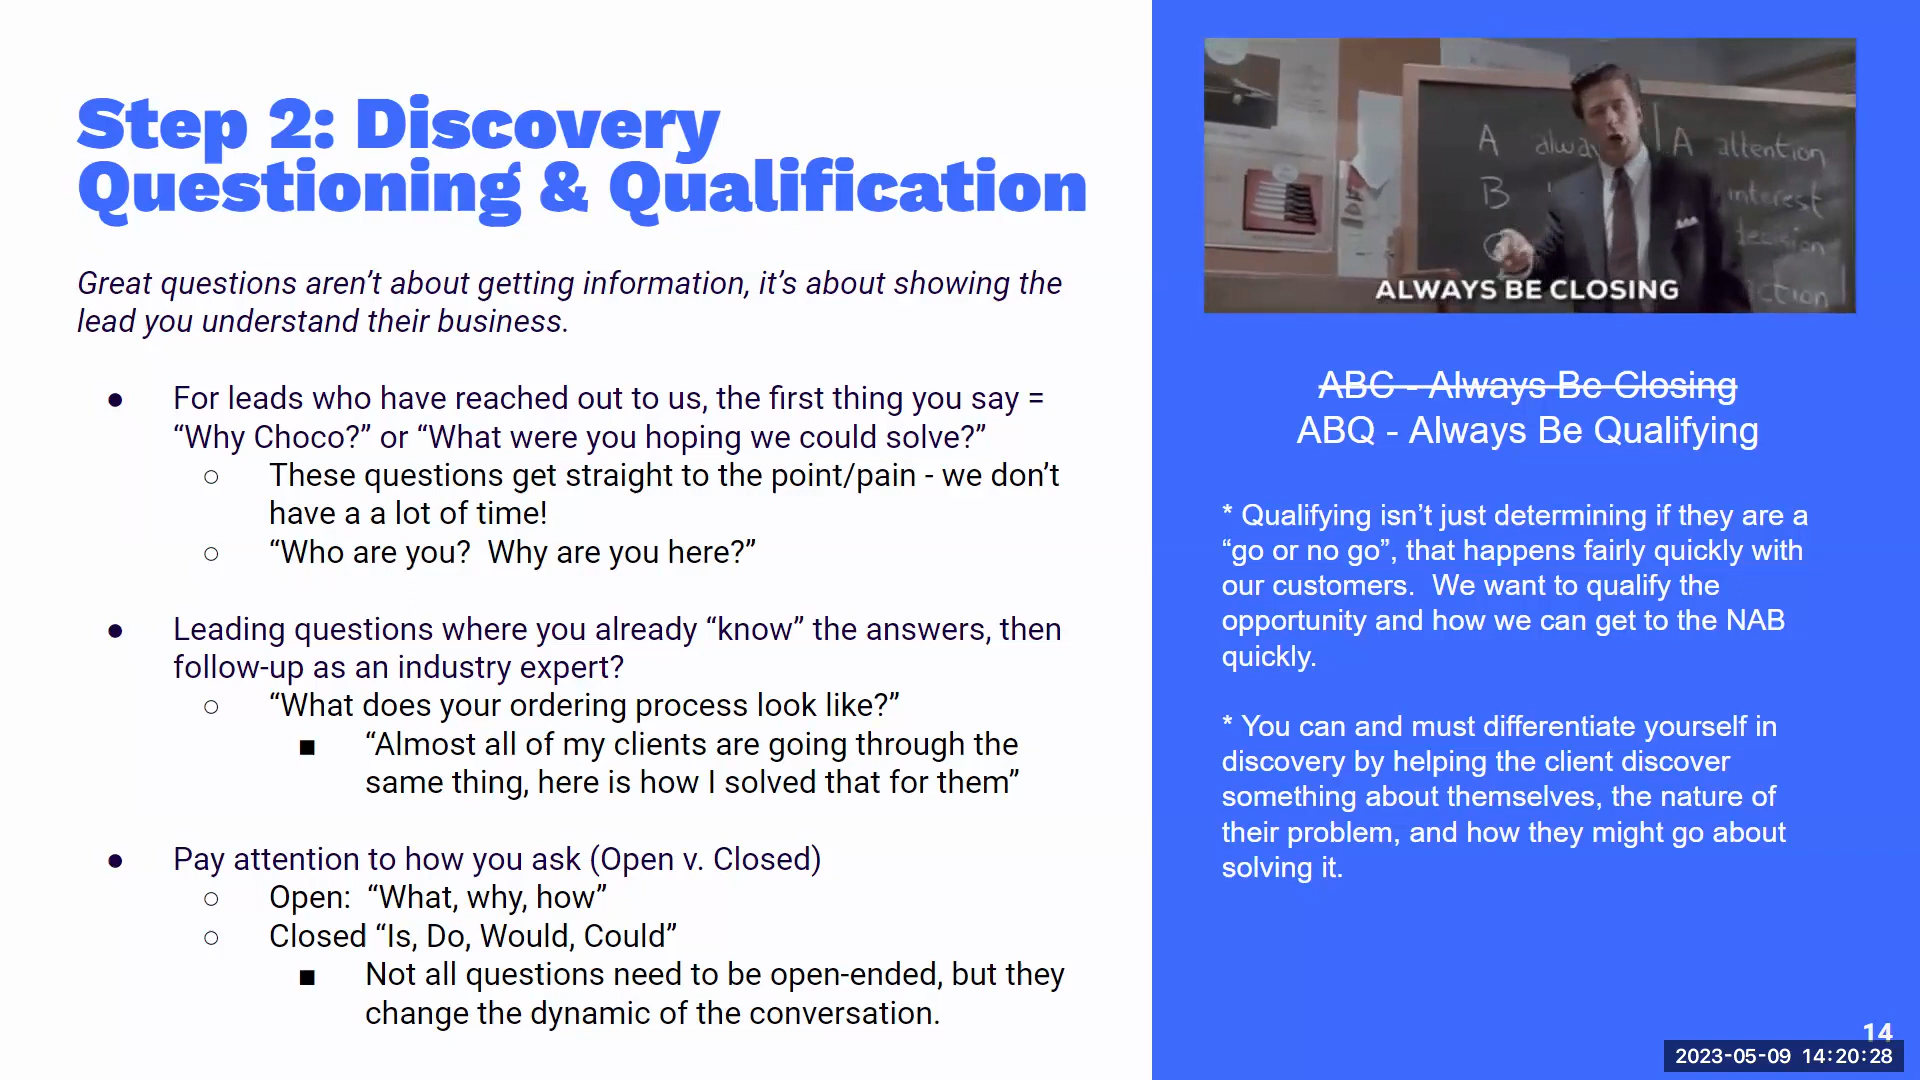 Step 2: Discovery
Questioning & Qualification
Great questions aren’t about getting information, it’s about showing the
lead you understand their business.
● For leads who have reached out to us, the first thing you say =
“Why Choco?” or “What were you hoping we could solve?”
○ These questions get straight to the point/pain - we don’t
have a a lot of time!
○ “Who are you?  Why are you here?”
● Leading questions where you already “know” the answers, then
follow-up as an industry expert?
○ “What does your ordering process look like?”
■ “Almost all of my clients are going through the
same thing, here is how I solved that for them”
● Pay attention to how you ask (Open v. Closed)
○ Open:  “What, why, how”
○ Closed “Is, Do, Would, Could”
■ Not all questions need to be open-ended, but they
change the dynamic of the conversation.
A A attention
B interest
decision
ction
ALWAYS BE CLOSING
ABC - Always Be Closing
ABQ - Always Be Qualifying
* Qualifying isn’t just determining if they are a
“go or no go”, that happens fairly quickly with
our customers.  We want to qualify the
opportunity and how we can get to the NAB
quickly.
* You can and must differentiate yourself in
discovery by helping the client discover
something about themselves, the nature of
their problem, and how they might go about
solving it.
14
2023-05-09 14:20:28